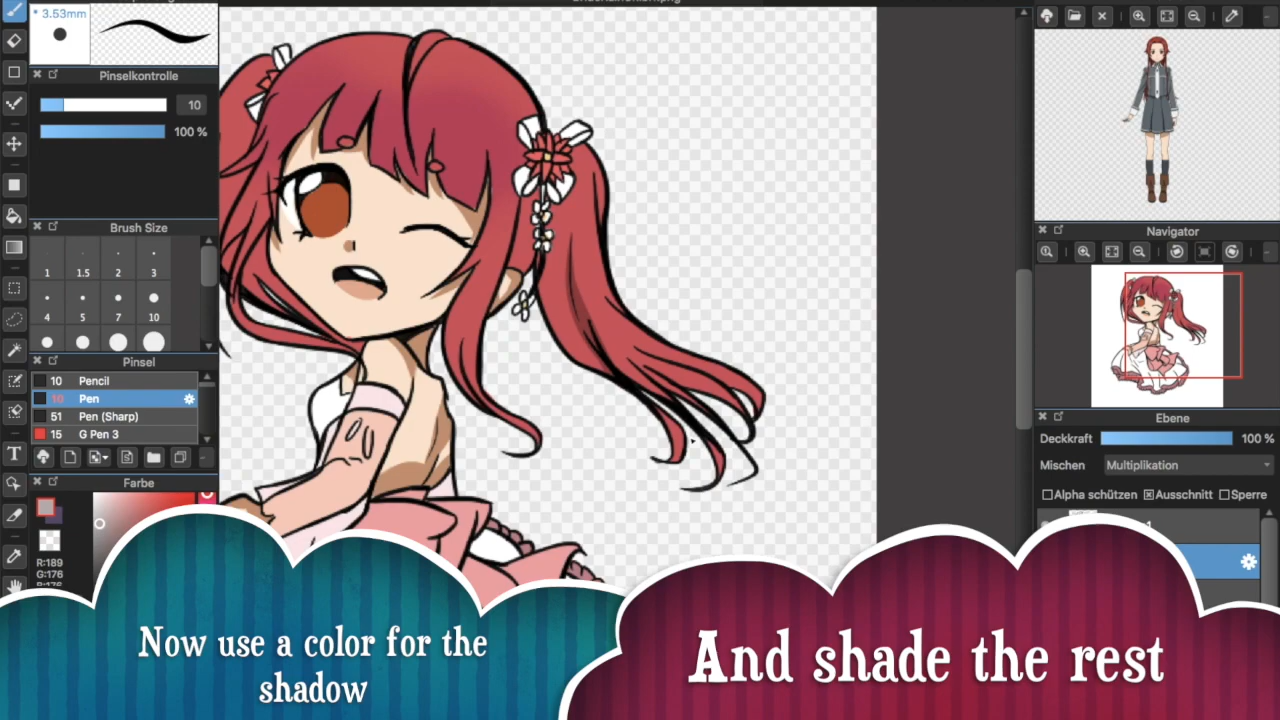 * 3.53mm
Pinselkontrolle
10
100 %
Brush Size
1 1.5 2 3
4 5 7 10
Pinsel
10 Pencil
10 Pen
51 Pen (Sharp)
15 G Pen 3
T
Farbe
R:189
G:176
Navigator
Ebene
Deckkraft 100 %
Mischen Multiplikation
Alpha schützen Ausschnitt Sperre
Now use a color for the
shadow
And shade the rest